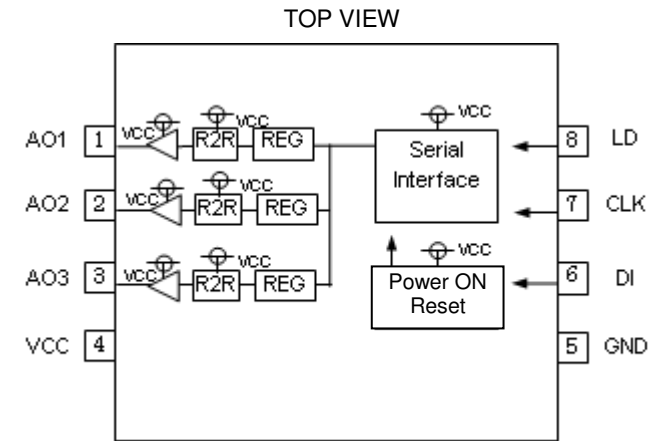 TOP VIEW
VCC
AO1 1 VCC R2R VCC REG Serial Interface 8 LD
AO2 2 VCC R2R VCC REG 7 CLK
VCC
AO3 3 VCC R2R VCC REG Power ON Reset 6 DI
VCC 4 5 GND